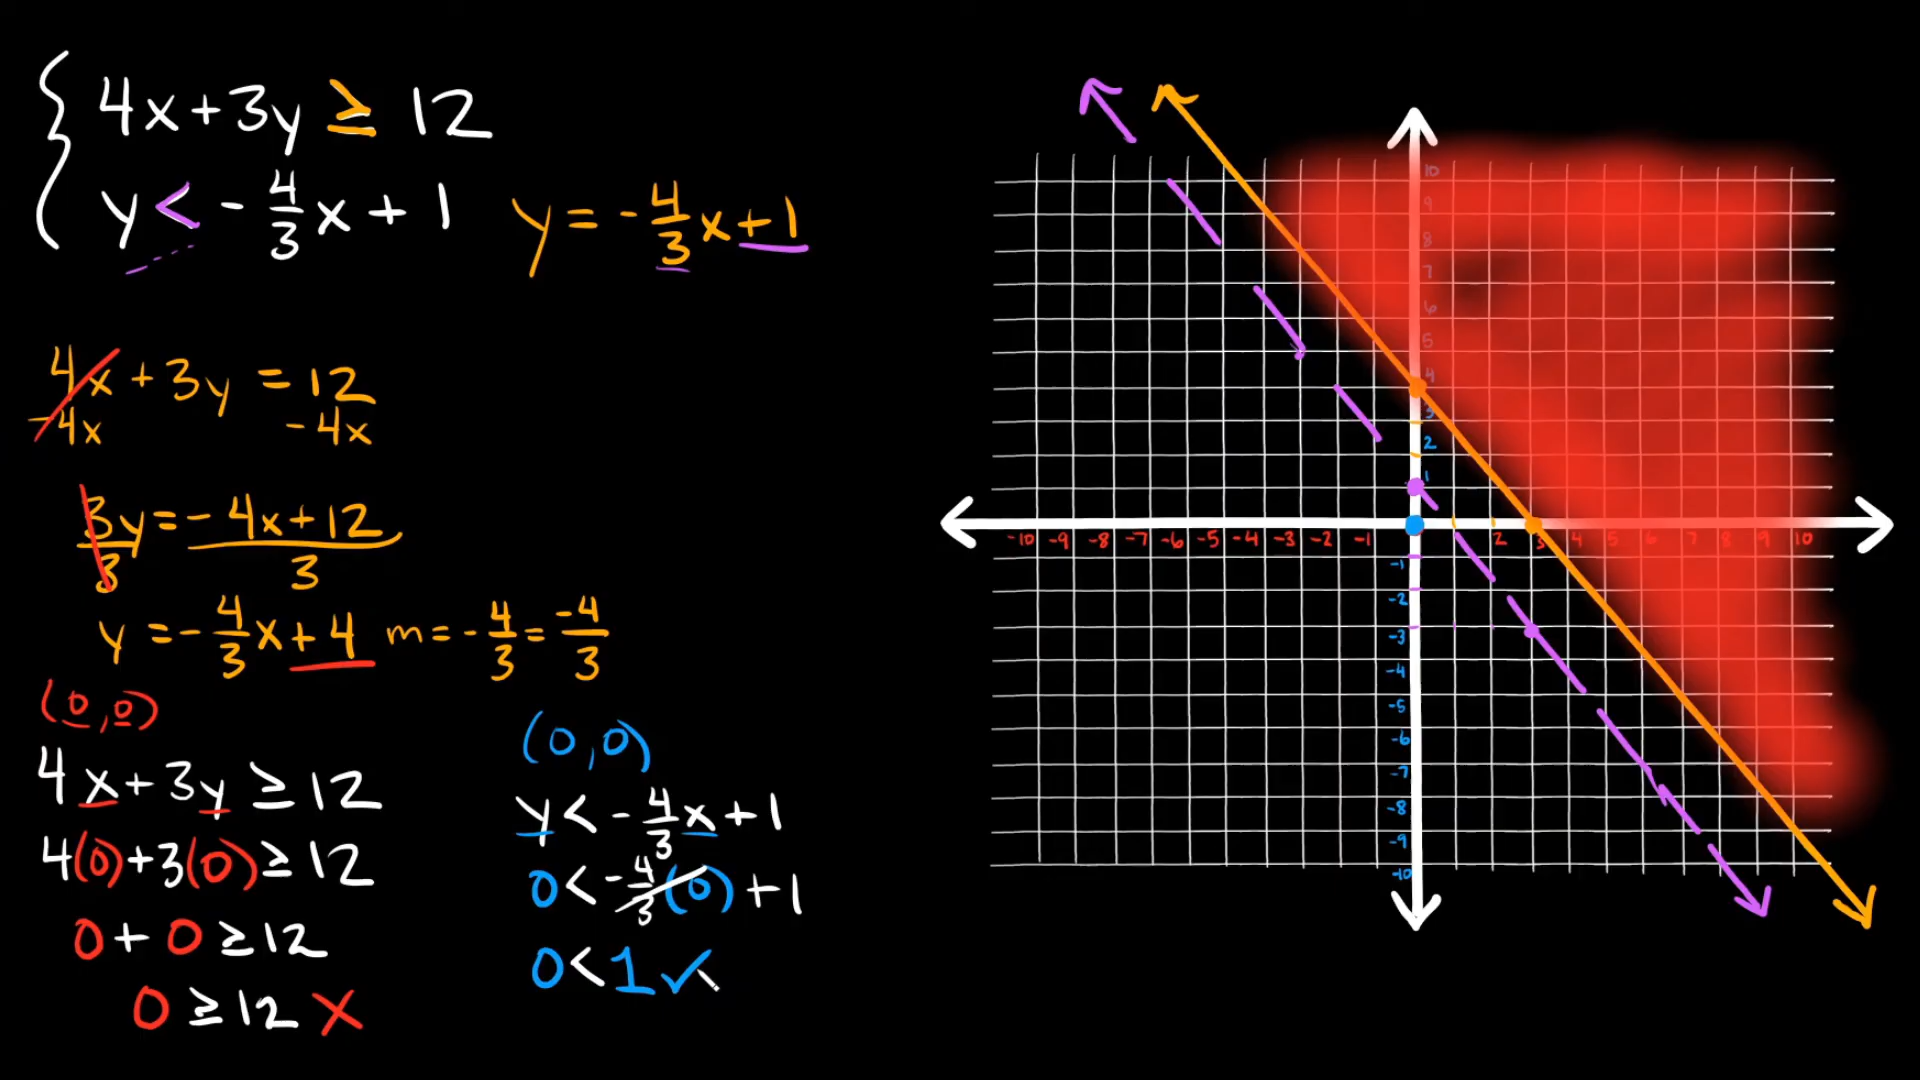 4x+3y ≥ 12
y < -4/3 x + 1
y = -4/3 x + 1
4x + 3y = 12
-4x -4x
3y = -4x+12
3 3
y = -4/3 x + 4 m = -4/3 = -4/3
(0,0)
4x + 3y ≥ 12
4(0)+3(0) ≥ 12
0 + 0 ≥ 12
0 ≥ 12 X
(0,0)
y < -4/3 x + 1
0 < -4/3 (0) + 1
0 < 1 ✓
10
9
8
7
6
5
4
3
2
1
-10 -9 -8 -7 -6 -5 -4 -3 -2 -1 2 3 4 5 6 7 8 9 10
-1
-2
-3
-4
-5
-6
-7
-8
-9
-10